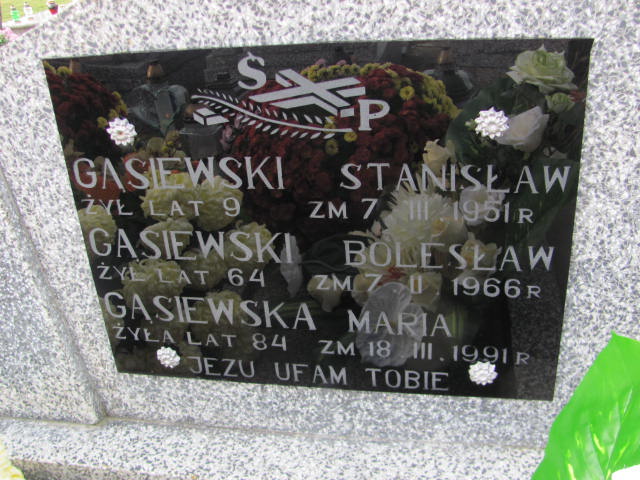 Ś P
GĄSIEWSKI STANISŁAW
ŻYŁ LAT 9 ZM 7 III 1951 R
GĄSIEWSKI BOLESŁAW
ŻYŁ LAT 64 ZM 7 II 1966 R
GĄSIEWSKA MARIA
ŻYŁA LAT 84 ZM 18 III. 1991 R
JEZU UFAM TOBIE